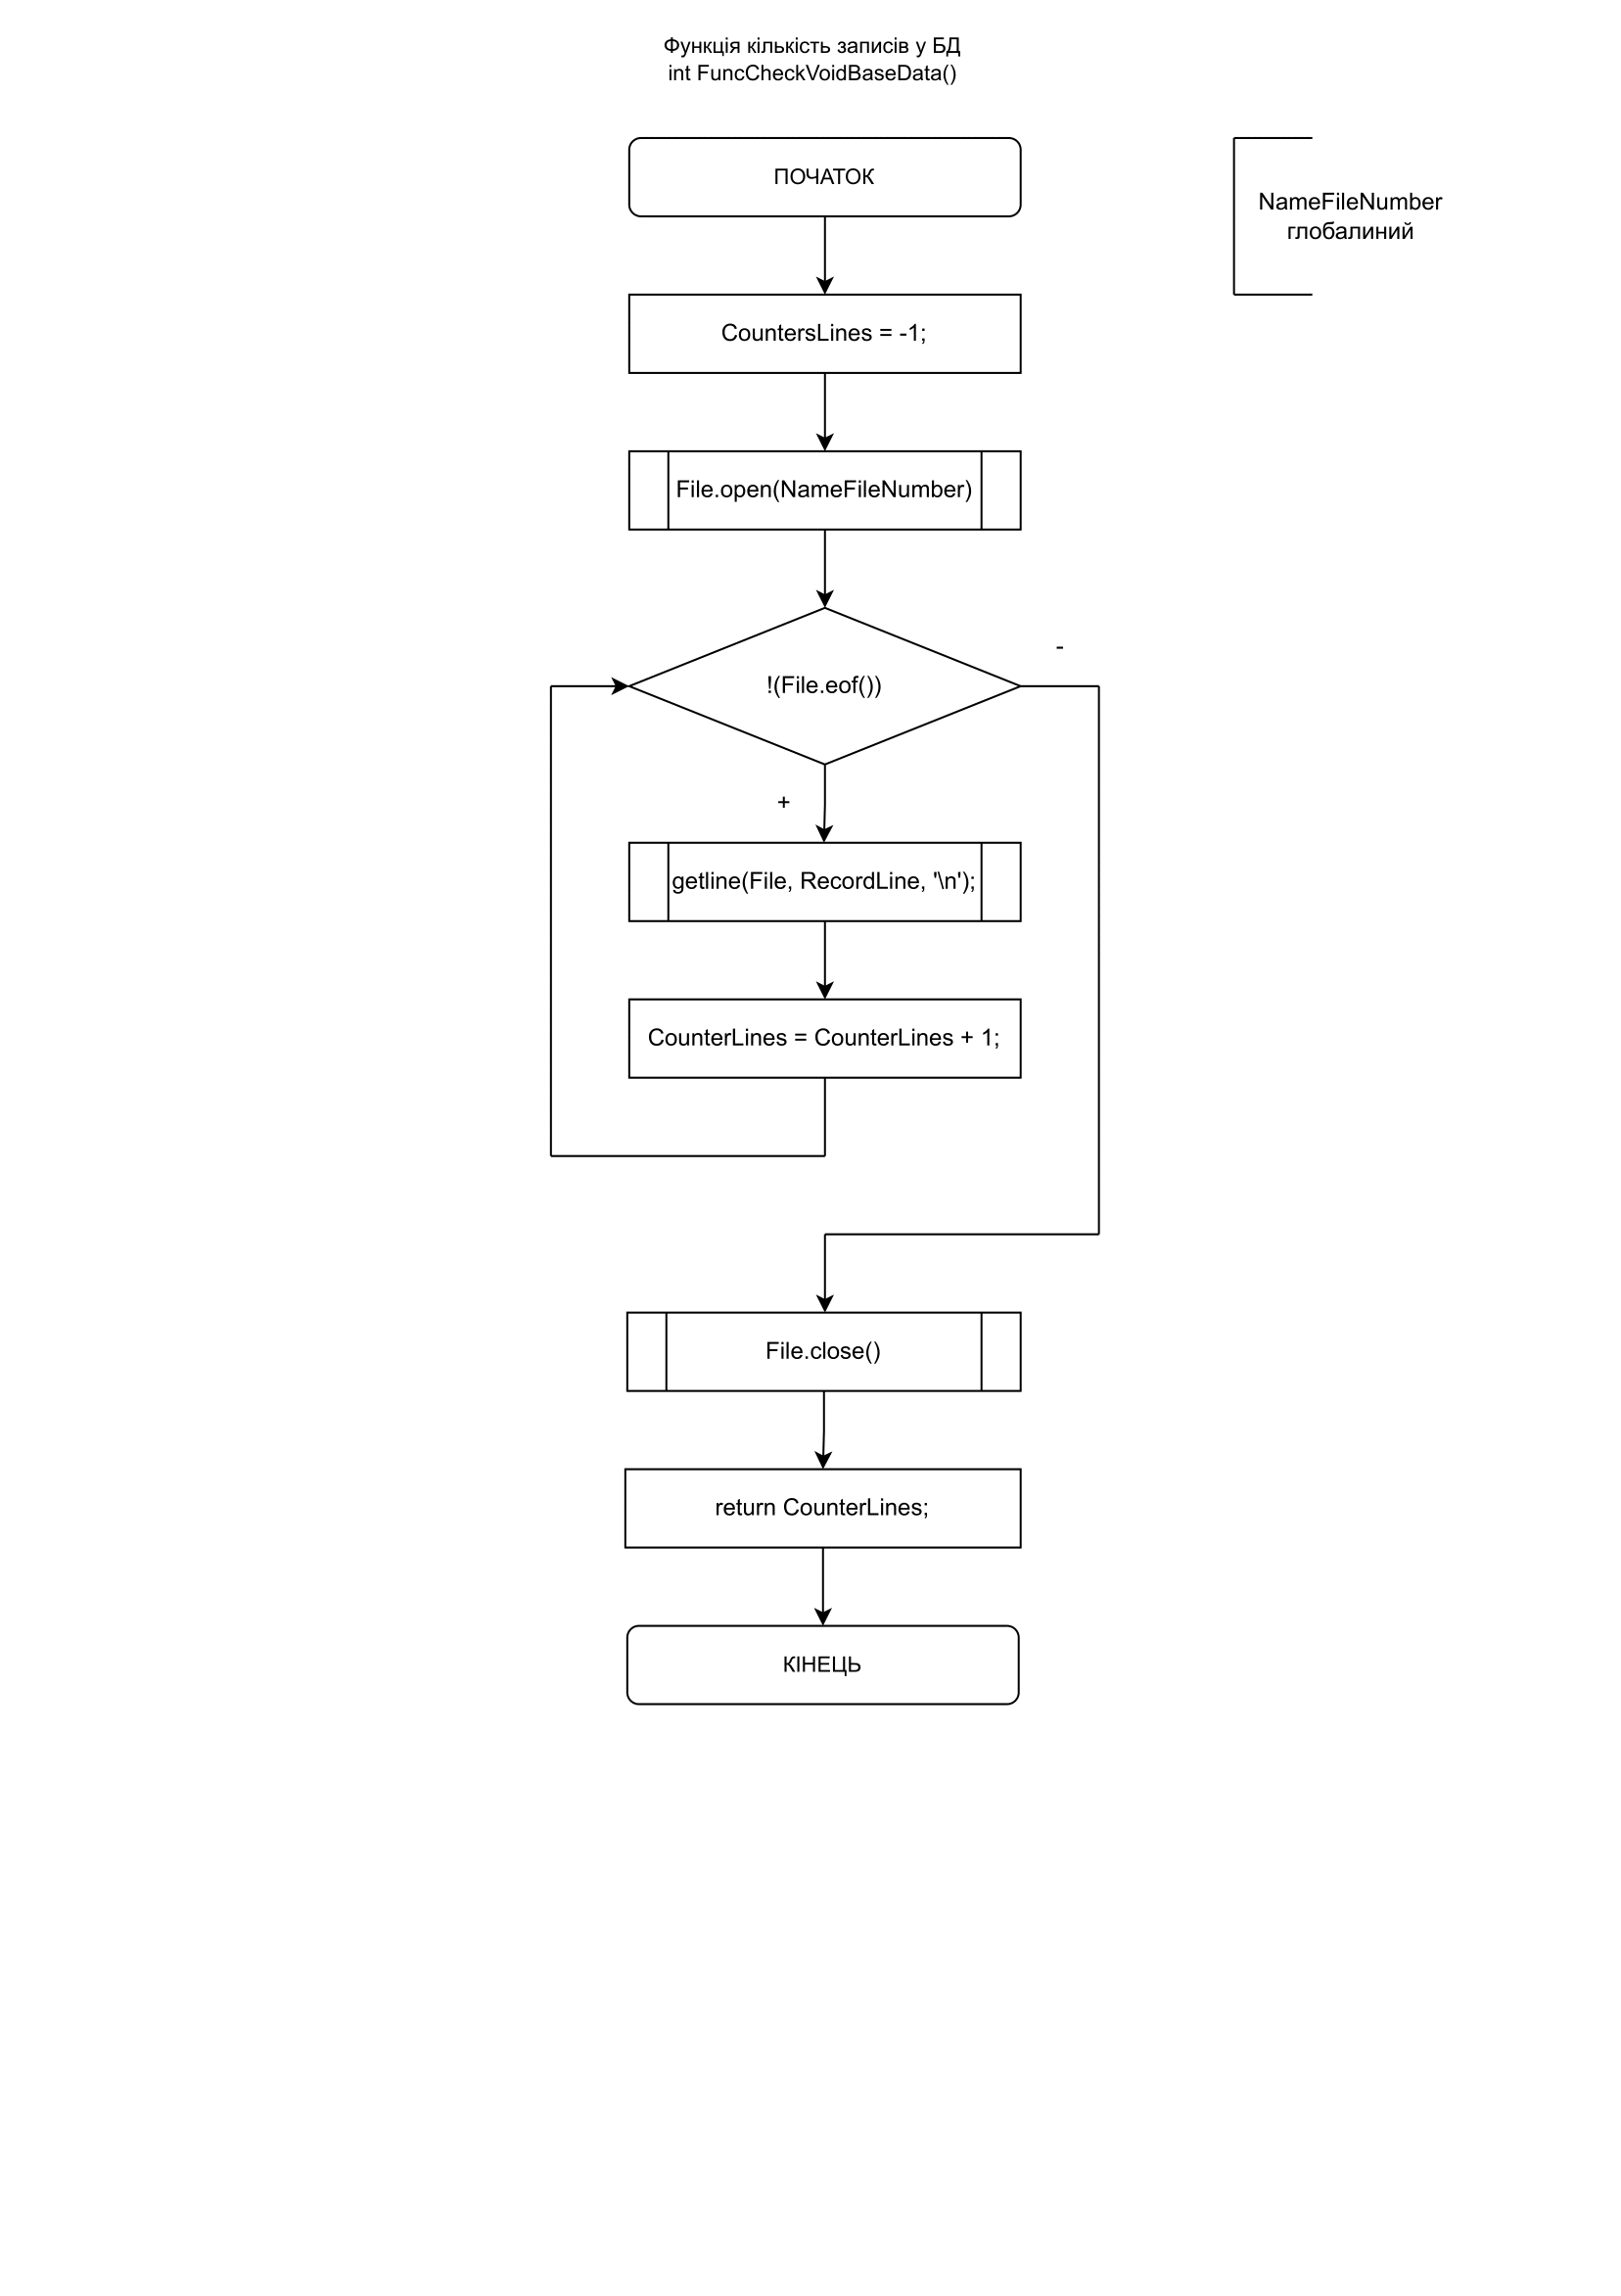 Функція кількість записів у БД
int FuncCheckVoidBaseData()
ПОЧАТОК
NameFileNumber
глобалиний
CountersLines = -1;
File.open(NameFileNumber)
-
!(File.eof())
+
getline(File, RecordLine, '\n');
CounterLines = CounterLines + 1;
File.close()
return CounterLines;
КІНЕЦЬ